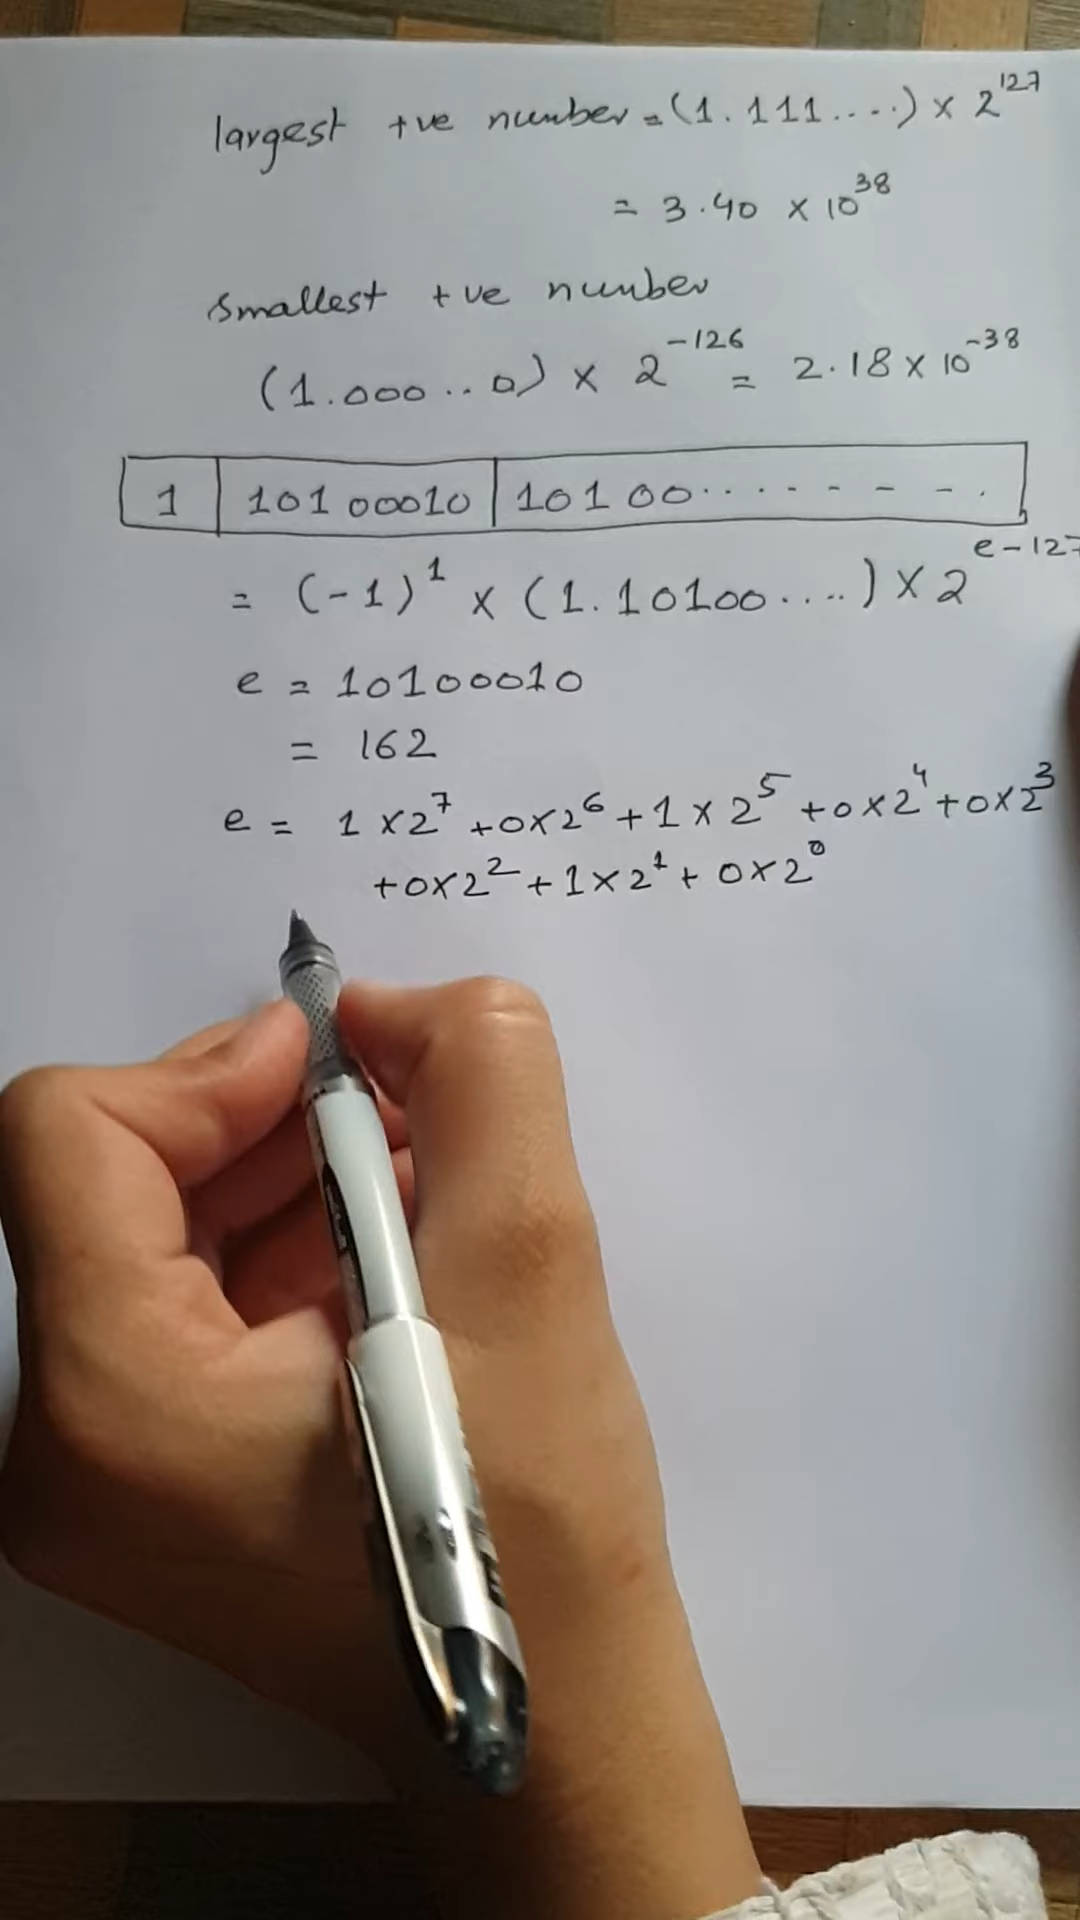 largest +ve number = (1.111....) × 2^127
= 3.40 × 10^38
smallest +ve number
(1.000..0) × 2^-126 = 2.18 × 10^-38
1 | 10100010 | 10100.........
= (-1)^1 × (1.10100....) × 2^e-127
e = 10100010
= 162
e = 1×2^7 +0×2^6 +1×2^5 +0×2^4 +0×2^3
+0×2^2 +1×2^1 + 0×2^0